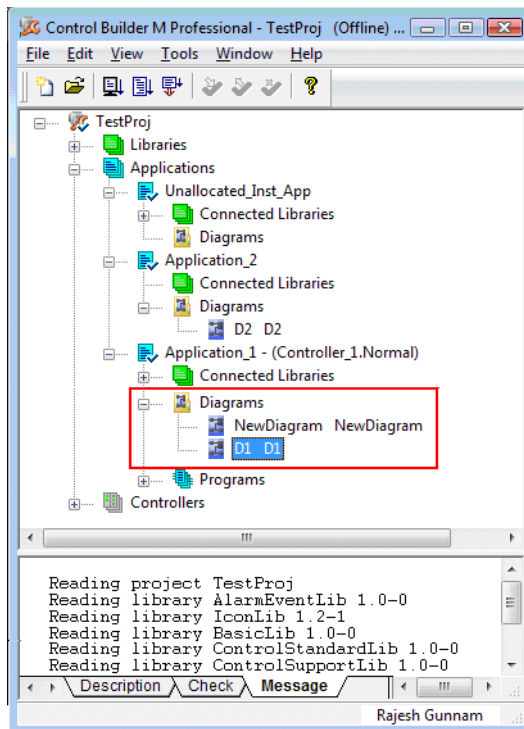 Control Builder M Professional - TestProj (Offline) ...
File Edit View Tools Window Help
TestProj
Libraries
Applications
Unallocated_Inst_App
Connected Libraries
Diagrams
Application_2
Connected Libraries
Diagrams
D2 D2
Application_1 - (Controller_1.Normal)
Connected Libraries
Diagrams
NewDiagram NewDiagram
D1 D1
Programs
Controllers
Reading project TestProj
Reading library AlarmEventLib 1.0-0
Reading library IconLib 1.2-1
Reading library BasicLib 1.0-0
Reading library ControlStandardLib 1.0-0
Reading library ControlSupportLib 1.0-0
Description Check Message
Rajesh Gunnam